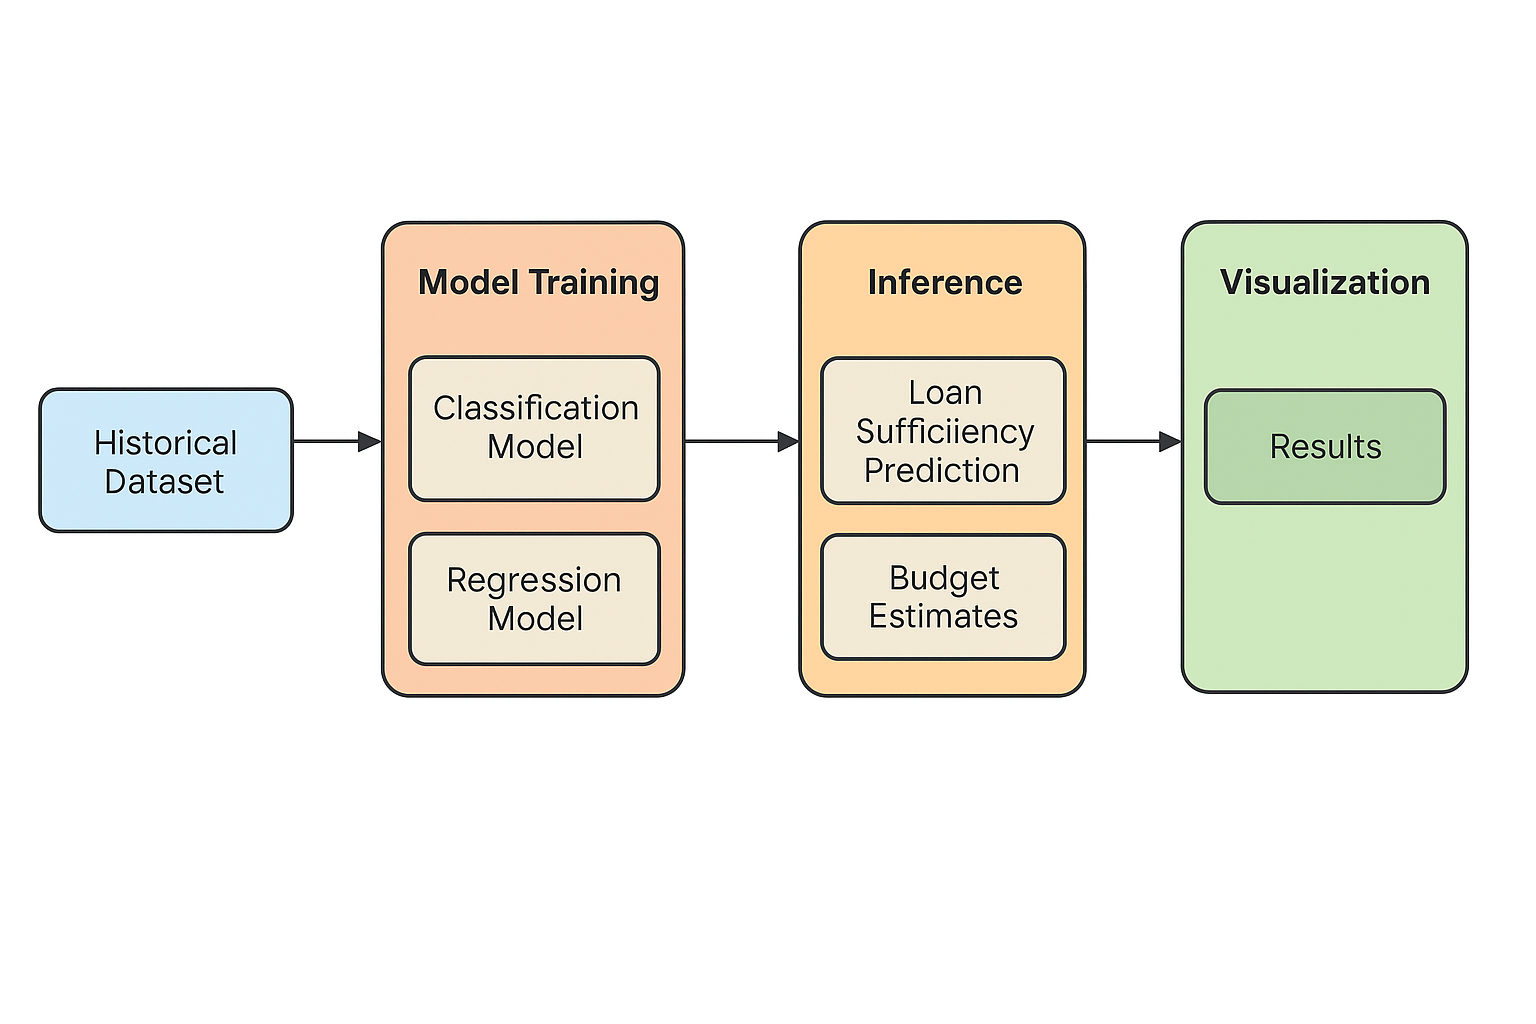 Historical
Dataset
Model Training
Classification
Model
Regression
Model
Inference
Loan
Sufficiiency
Prediction
Budget
Estimates
Visualization
Results